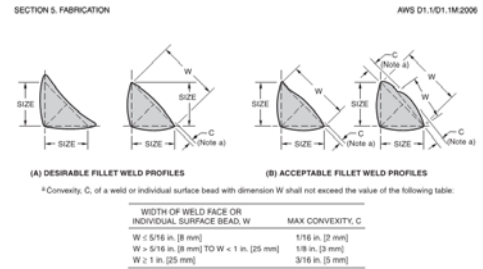 SECTION 5. FABRICATION
AWS D1.1/D1.1M:2006
C
(Note a)
W
W
SIZE
SIZE
SIZE
W
SIZE
W
C
(Note a)
C
(Note a)
C
(Note a)
SIZE
SIZE
SIZE
SIZE
(A) DESIRABLE FILLET WELD PROFILES
(B) ACCEPTABLE FILLET WELD PROFILES
a Convexity, C, of a weld or individual surface bead with dimension W shall not exceed the value of the following table:
WIDTH OF WELD FACE OR
INDIVIDUAL SURFACE BEAD, W
MAX CONVEXITY, C
W ≤ 5/16 in. [8 mm]
1/16 in. [2 mm]
W > 5/16 in. [8 mm] TO W < 1 in. [25 mm]
1/8 in. [3 mm]
W ≥ 1 in. [25 mm]
3/16 in. [5 mm]